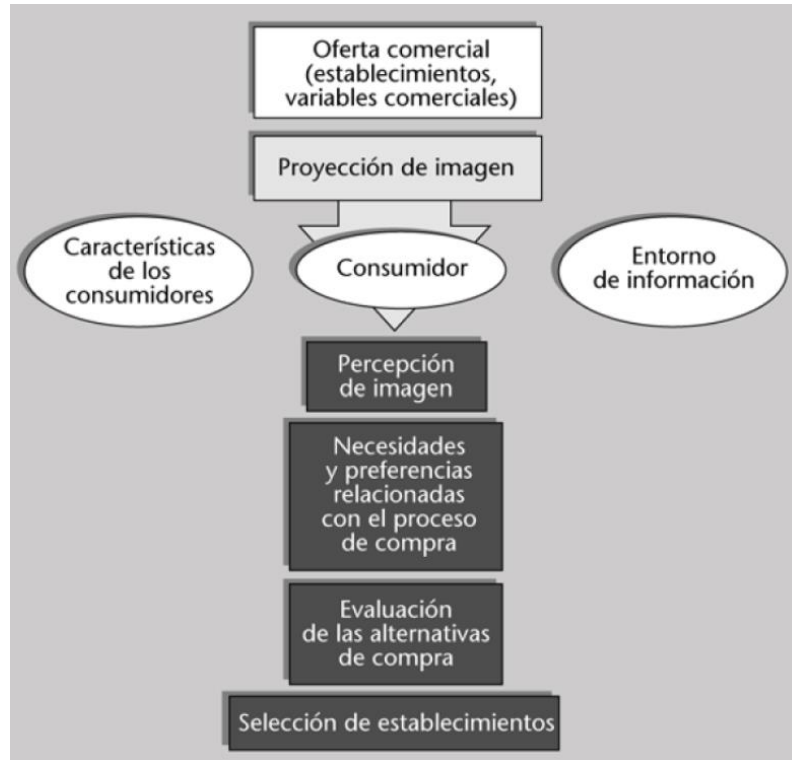 Oferta comercial
(establecimientos,
variables comerciales)
Proyección de imagen
Característicás
de los
consumidores
Consumidor
Entorno
de información
Percepción
de imagen
Necesidades
y preferencias
relacionadas
con el proceso
de compra
Evaluación
de las alternativas
de compra
Selección de establecimientos